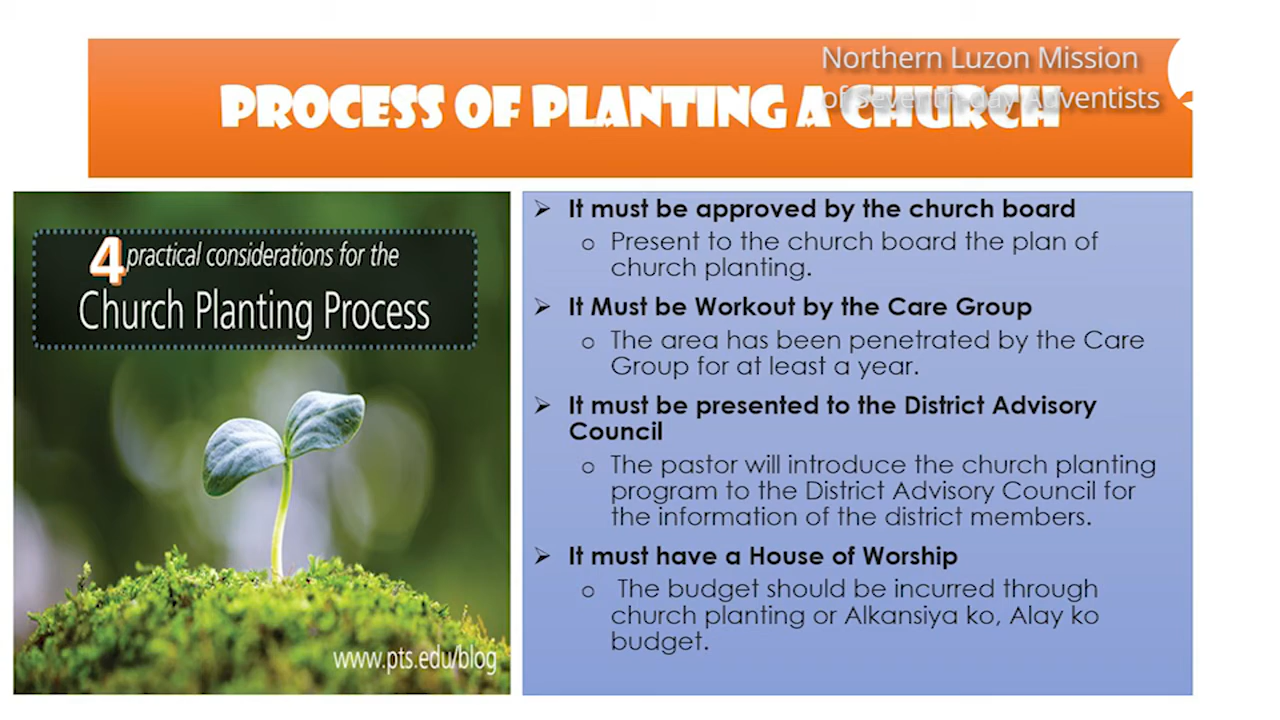 Northern Luzon Mission
of Seventh-day Adventists
PROCESS OF PLANTING A CHURCH
4 practical considerations for the
Church Planting Process
www.pts.edu/blog
➢ It must be approved by the church board
o Present to the church board the plan of
church planting.
➢ It Must be Workout by the Care Group
o The area has been penetrated by the Care
Group for at least a year.
➢ It must be presented to the District Advisory
Council
o The pastor will introduce the church planting
program to the District Advisory Council for
the information of the district members.
➢ It must have a House of Worship
o The budget should be incurred through
church planting or Alkansiya ko, Alay ko
budget.